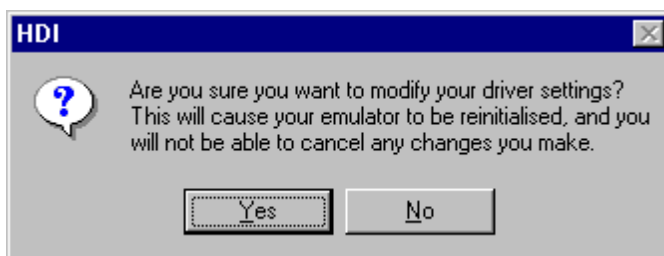 HDI
Are you sure you want to modify your driver settings?
This will cause your emulator to be reinitialised, and you
will not be able to cancel any changes you make.
Yes No